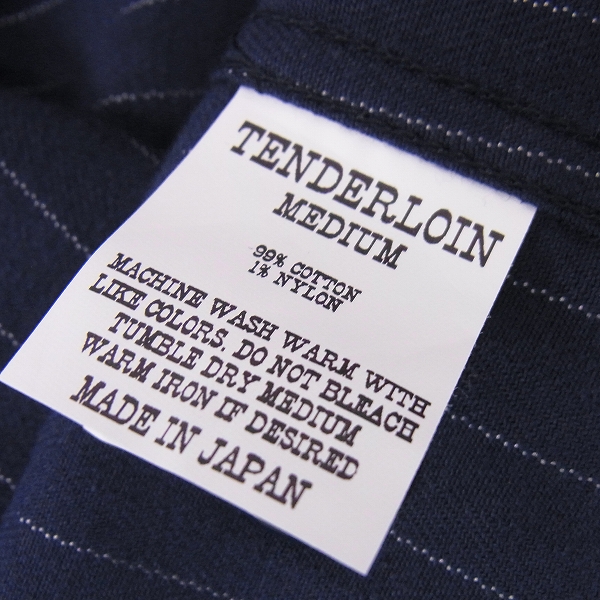 TENDERLOIN
MEDIUM
99% COTTON
1% NYLON
MACHINE WASH WARM WITH
LIKE COLORS, DO NOT BLEACH
TUMBLE DRY MEDIUM
WARM IRON IF DESIRED
MADE IN JAPAN